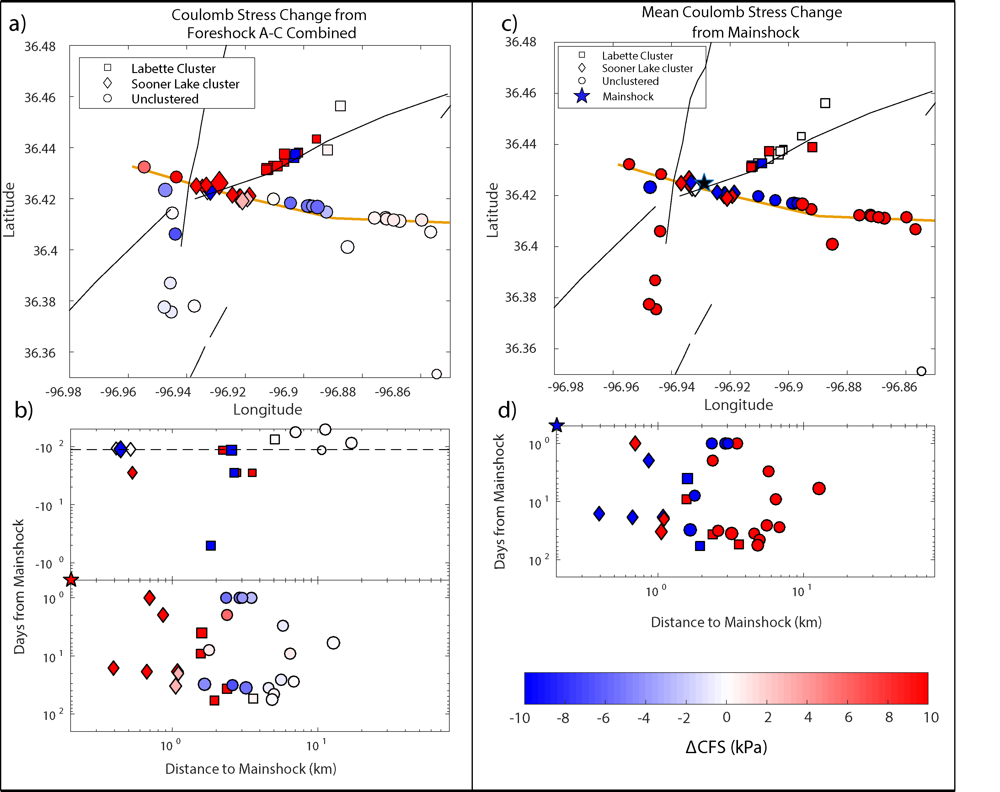 a)
Coulomb Stress Change from
Foreshock A-C Combined
36.48
36.46
36.44
36.42
36.4
36.38
36.36
Latitude
Labette Cluster
Sooner Lake cluster
Unclustered
-96.98 -96.96 -96.94 -96.92 -96.9 -96.88 -96.86
Longitude
b)
-10 2
-10 1
-10 0
10 0
10 1
10 2
Days from Mainshock
10 0 10 1
Distance to Mainshock (km)
c)
Mean Coulomb Stress Change
from Mainshock
36.48
36.46
36.44
36.42
36.4
36.38
36.36
Latitude
Labette Cluster
Sooner Lake cluster
Unclustered
Mainshock
-96.98 -96.96 -96.94 -96.92 -96.9 -96.88 -96.86
Longitude
d)
10 0
10 1
10 2
Days from Mainshock
10 0 10 1
Distance to Mainshock (km)
-10 -8 -6 -4 -2 0 2 4 6 8 10
ΔCFS (kPa)